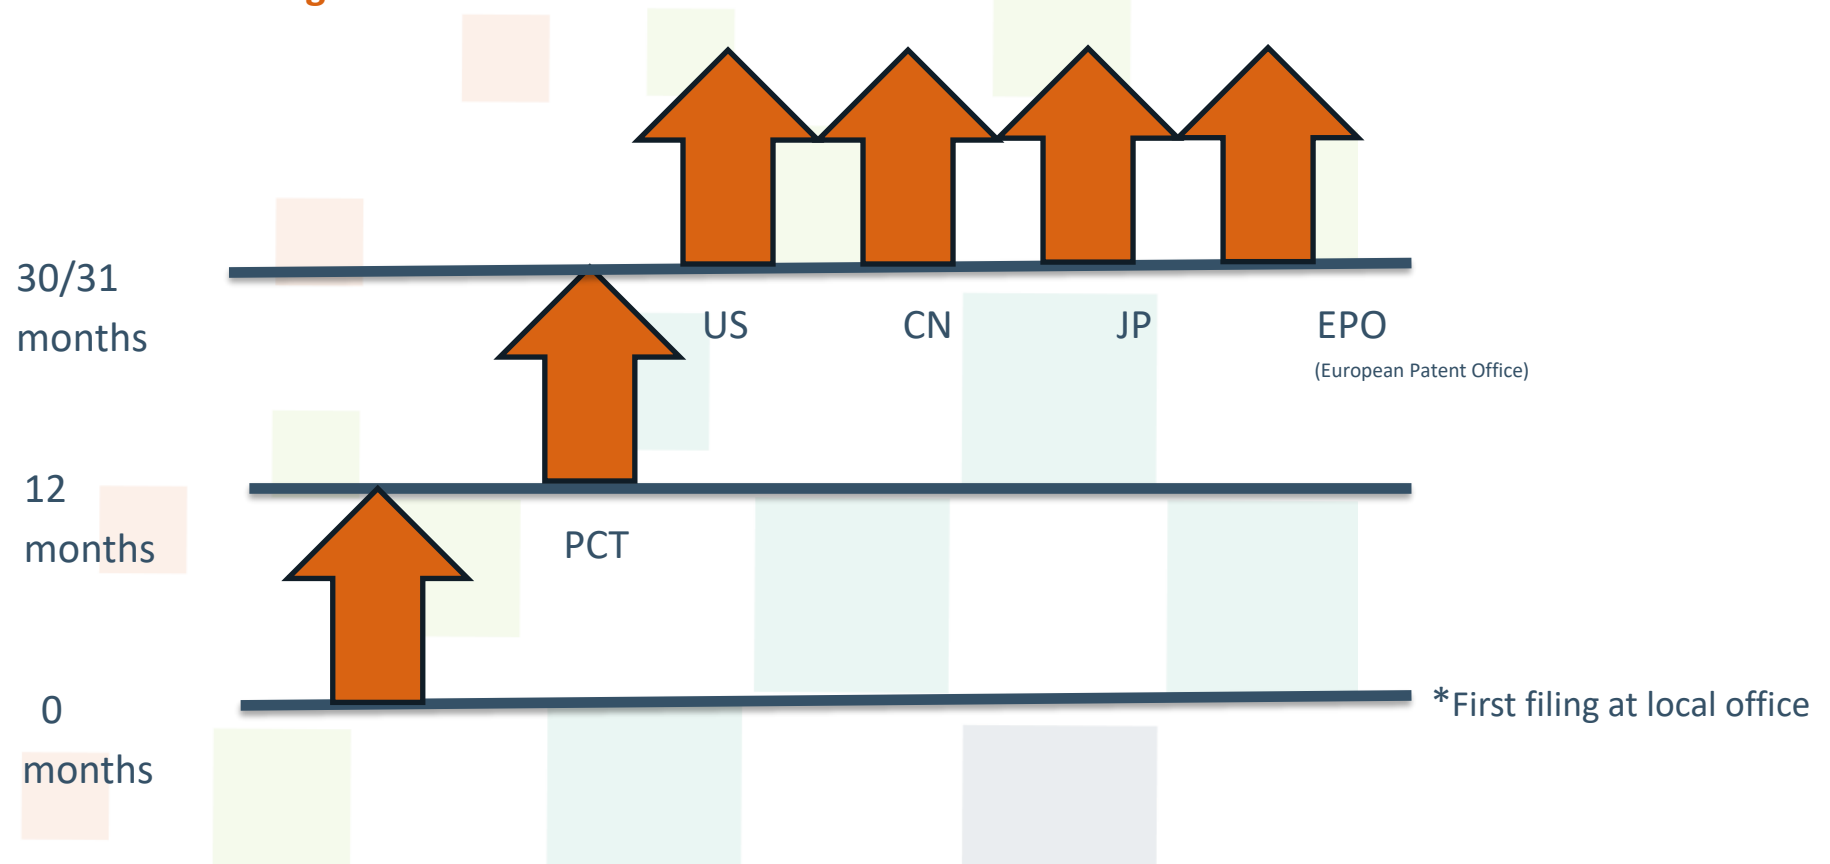 30/31
months
US
CN
JP
EPO
(European Patent Office)
12
months
PCT
0
months
*First filing at local office